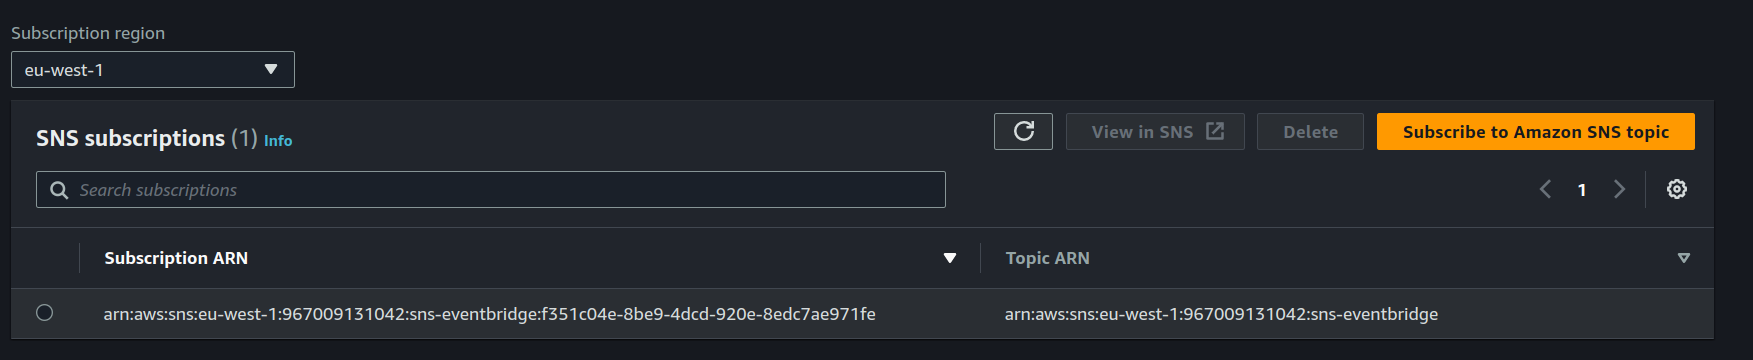 Subscription region
eu-west-1
SNS subscriptions (1) Info
View in SNS
Delete
Subscribe to Amazon SNS topic
Search subscriptions
1
Subscription ARN
Topic ARN
arn:aws:sns:eu-west-1:967009131042:sns-eventbridge:f351c04e-8be9-4dcd-920e-8edc7ae971fe
arn:aws:sns:eu-west-1:967009131042:sns-eventbridge